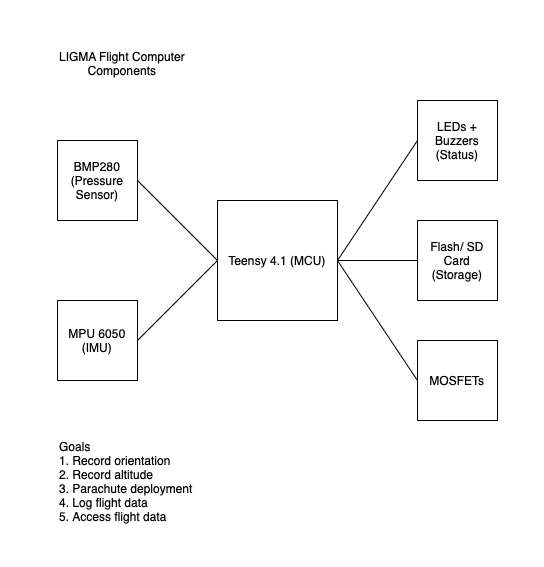 LIGMA Flight Computer
Components
BMP280
(Pressure
Sensor)
MPU 6050
(IMU)
Teensy 4.1 (MCU)
LEDs +
Buzzers
(Status)
Flash/ SD
Card
(Storage)
MOSFETs
Goals
1. Record orientation
2. Record altitude
3. Parachute deployment
4. Log flight data
5. Access flight data